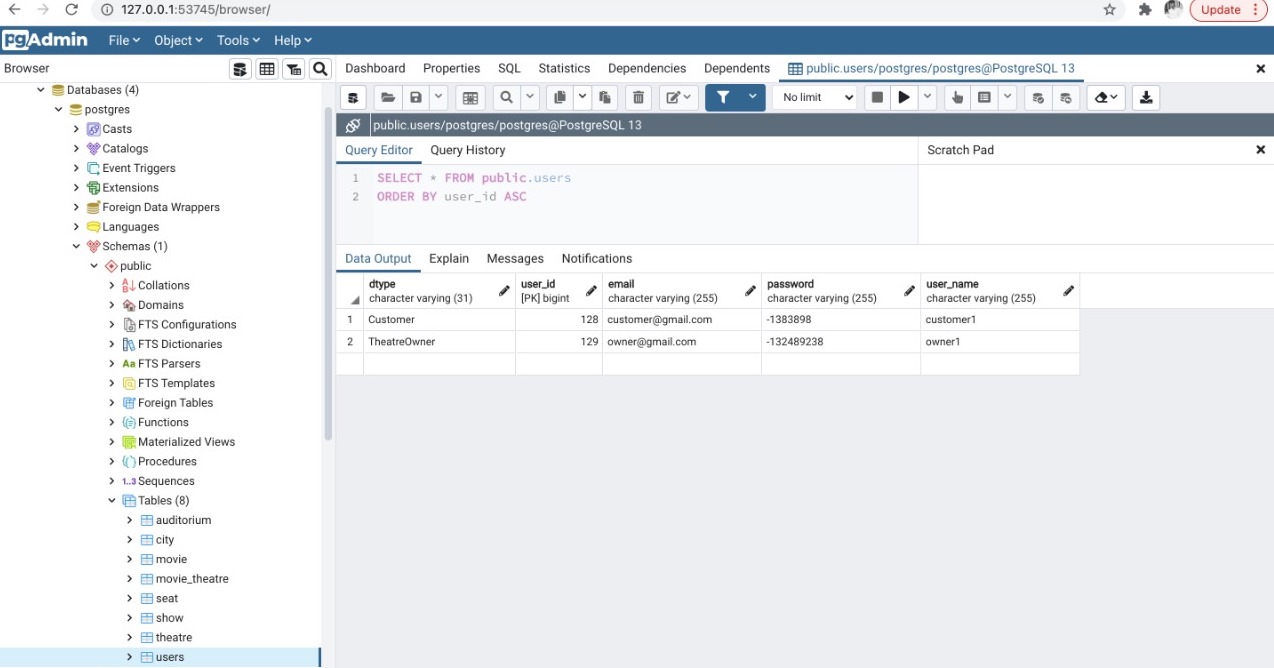 127.0.0.1:53745/browser/
Update
pgAdmin File Object Tools Help
Browser
Dashboard Properties SQL Statistics Dependencies Dependents public.users/postgres/postgres@PostgreSQL 13
No limit
public.users/postgres/postgres@PostgreSQL 13
Query Editor Query History
Scratch Pad
1 SELECT * FROM public.users
2 ORDER BY user_id ASC
Data Output Explain Messages Notifications
dtype user_id email password user_name
character varying (31) [PK] bigint character varying (255) character varying (255) character varying (255)
1 Customer 128 customer@gmail.com -1383898 customer1
2 TheatreOwner 129 owner@gmail.com -132489238 owner1
Databases (4)
postgres
Casts
Catalogs
Event Triggers
Extensions
Foreign Data Wrappers
Languages
Schemas (1)
public
Collations
Domains
FTS Configurations
FTS Dictionaries
Aa FTS Parsers
FTS Templates
Foreign Tables
Functions
Materialized Views
Procedures
1..3 Sequences
Tables (8)
auditorium
city
movie
movie_theatre
seat
show
theatre
users